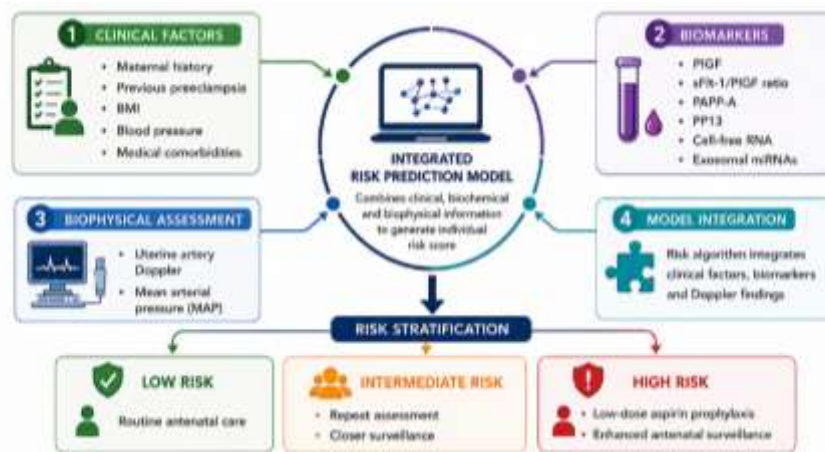 1 CLINICAL FACTORS
• Maternal history
• Previous preeclampsia
• BMI
• Blood pressure
• Medical comorbidities
2 BIOMARKERS
• PlGF
• sFlt-1/PlGF ratio
• PAPP-A
• PP13
• Cell-free RNA
• Exosomal miRNAs
INTEGRATED
RISK PREDICTION MODEL
Combines clinical, biochemical
and biophysical information
to generate individual
risk score
3 BIOPHYSICAL ASSESSMENT
• Uterine artery
Doppler
• Mean arterial
pressure (MAP)
4 MODEL INTEGRATION
Risk algorithm integrates
clinical factors, biomarkers
and Doppler findings
RISK STRATIFICATION
LOW RISK
Routine antenatal care
INTERMEDIATE RISK
• Repeat assessment
• Closer surveillance
HIGH RISK
• Low-dose aspirin prophylaxis
• Enhanced antenatal surveillance